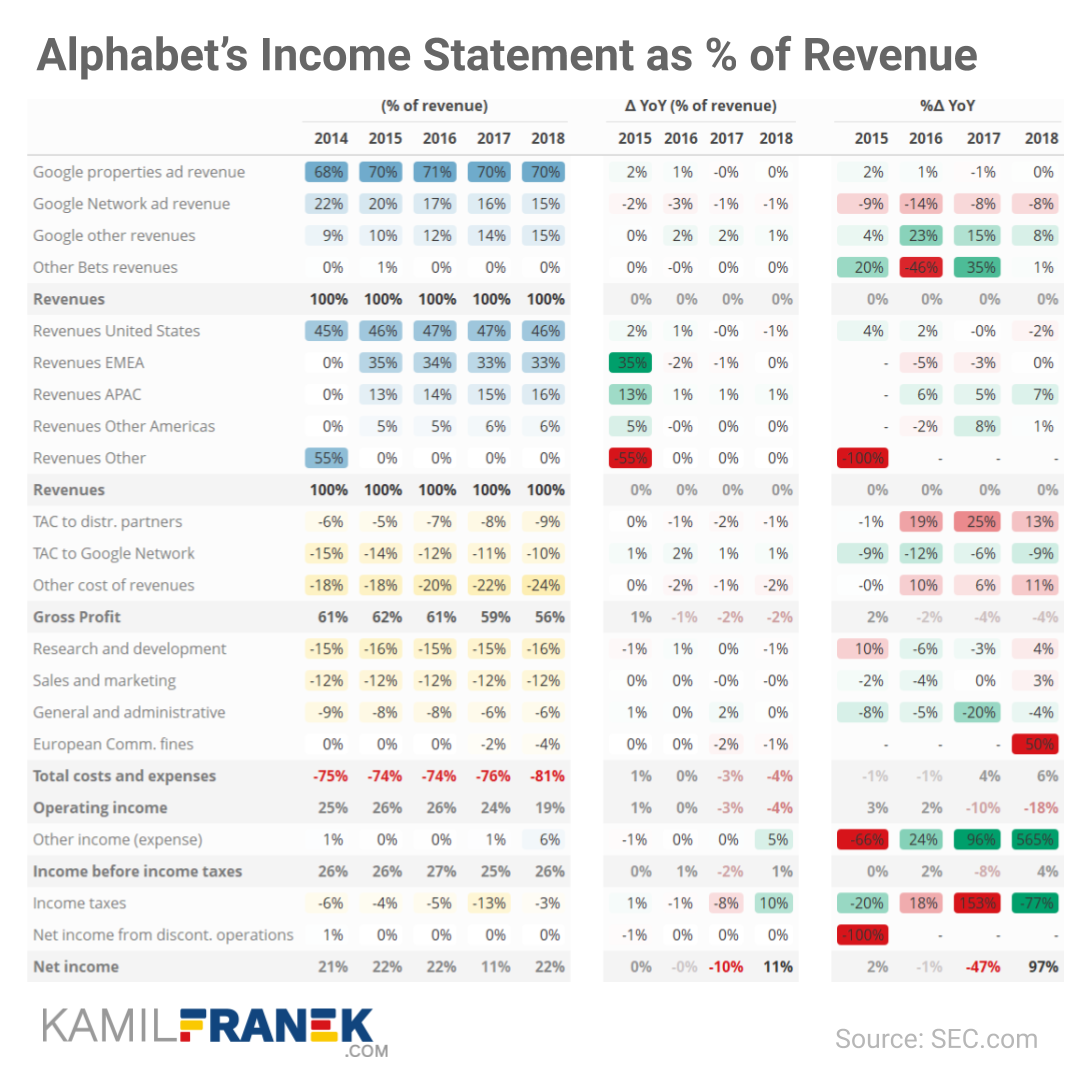 Alphabet’s Income Statement as % of Revenue
(% of revenue) Δ YoY (% of revenue) %Δ YoY
2014 2015 2016 2017 2018 2015 2016 2017 2018 2015 2016 2017 2018
Google properties ad revenue 68% 70% 71% 70% 70% 2% 1% -0% 0% 2% 1% -1% 0%
Google Network ad revenue 22% 20% 17% 16% 15% -2% -3% -1% -1% -9% -14% -8% -8%
Google other revenues 9% 10% 12% 14% 15% 0% 2% 2% 1% 4% 23% 15% 8%
Other Bets revenues 0% 1% 0% 0% 0% 0% -0% 0% 0% 20% -46% 35% 1%
Revenues 100% 100% 100% 100% 100% 0% 0% 0% 0% 0% 0% 0% 0%
Revenues United States 45% 46% 47% 47% 46% 2% 1% -0% -1% 4% 2% -0% -2%
Revenues EMEA 0% 35% 34% 33% 33% 35% -2% -1% 0% - -5% -3% 0%
Revenues APAC 0% 13% 14% 15% 16% 13% 1% 1% 1% - 6% 5% 7%
Revenues Other Americas 0% 5% 5% 6% 6% 5% -0% 0% 0% - -2% 8% 1%
Revenues Other 55% 0% 0% 0% 0% -55% 0% 0% 0% -100% - - -
Revenues 100% 100% 100% 100% 100% 0% 0% 0% 0% 0% 0% 0% 0%
TAC to distr. partners -6% -5% -7% -8% -9% 0% -1% -2% -1% -1% 19% 25% 13%
TAC to Google Network -15% -14% -12% -11% -10% 1% 2% 1% 1% -9% -12% -6% -9%
Other cost of revenues -18% -18% -20% -22% -24% 0% -2% -1% -2% -0% 10% 6% 11%
Gross Profit 61% 62% 61% 59% 56% 1% -1% -2% -2% 2% -2% -4% -4%
Research and development -15% -16% -15% -15% -16% -1% 1% 0% -1% 10% -6% -3% 4%
Sales and marketing -12% -12% -12% -12% -12% 0% 0% -0% -0% -2% -4% 0% 3%
General and administrative -9% -8% -8% -6% -6% 1% 0% 2% 0% -8% -5% -20% -4%
European Comm. fines 0% 0% 0% -2% -4% 0% 0% -2% -1% - - - 50%
Total costs and expenses -75% -74% -74% -76% -81% 1% 0% -3% -4% -1% -1% 4% 6%
Operating income 25% 26% 26% 24% 19% 1% 0% -3% -4% 3% 2% -10% -18%
Other income (expense) 1% 0% 0% 1% 6% -1% 0% 0% 5% -66% 24% 96% 565%
Income before income taxes 26% 26% 27% 25% 26% 0% 1% -2% 1% 0% 2% -8% 4%
Income taxes -6% -4% -5% -13% -3% 1% -1% -8% 10% -20% 18% 153% -77%
Net income from discont. operations 1% 0% 0% 0% 0% -1% 0% 0% 0% -100% - - -
Net income 21% 22% 22% 11% 22% 0% -0% -10% 11% 2% -1% -47% 97%
KAMILFRANEK
.COM
Source: SEC.com